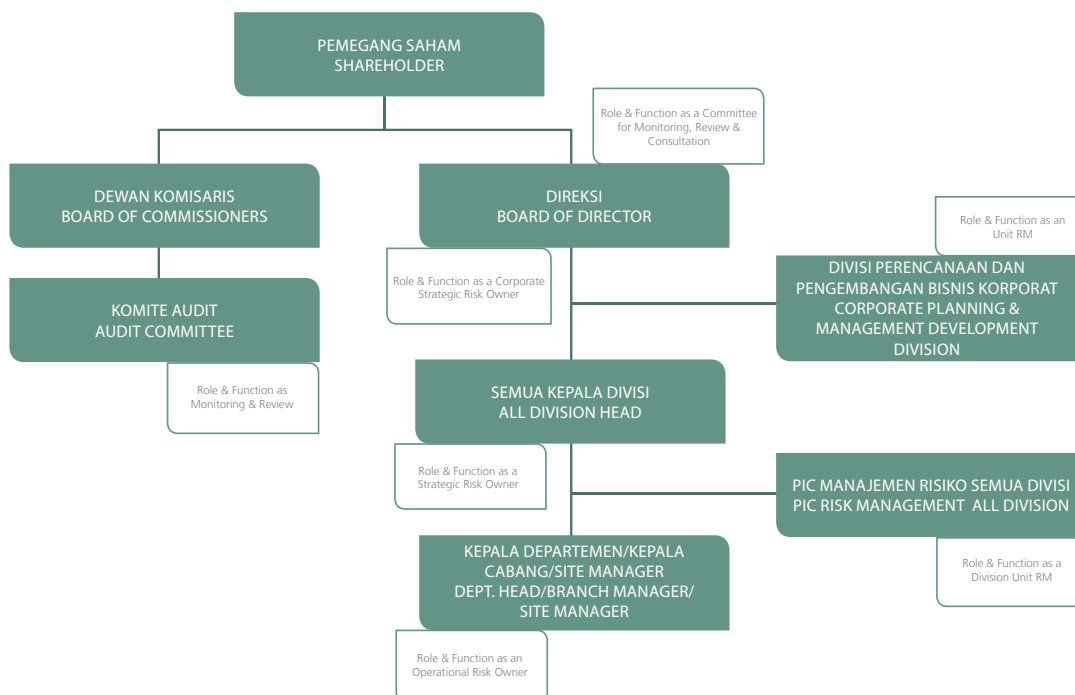 PEMEGANG SAHAM
SHAREHOLDER
Role & Function as a Committee
for Monitoring, Review &
Consultation
DEWAN KOMISARIS
BOARD OF COMMISSIONERS
DIREKSI
BOARD OF DIRECTOR
Role & Function as an
Unit RM
Role & Function as a Corporate
Strategic Risk Owner
DIVISI PERENCANAAN DAN
PENGEMBANGAN BISNIS KORPORAT
CORPORATE PLANNING &
MANAGEMENT DEVELOPMENT
DIVISION
KOMITE AUDIT
AUDIT COMMITTEE
Role & Function as
Monitoring & Review
SEMUA KEPALA DIVISI
ALL DIVISION HEAD
Role & Function as a
Strategic Risk Owner
PIC MANAJEMEN RISIKO SEMUA DIVISI
PIC RISK MANAGEMENT ALL DIVISION
Role & Function as a
Division Unit RM
KEPALA DEPARTEMEN/KEPALA
CABANG/SITE MANAGER
DEPT. HEAD/BRANCH MANAGER/
SITE MANAGER
Role & Function as an
Operational Risk Owner